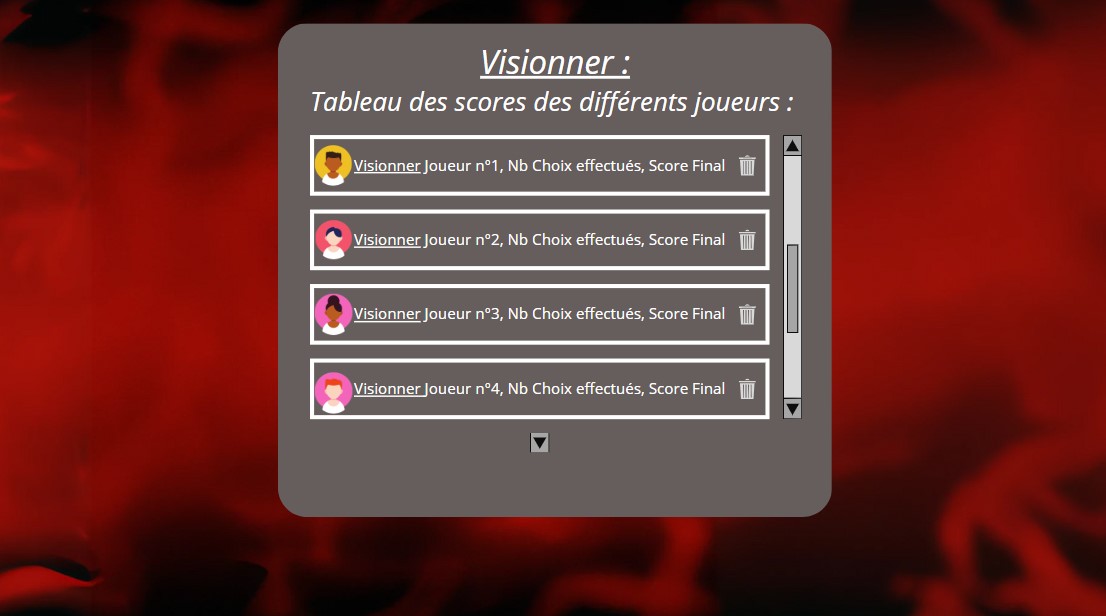 Visionner :
Tableau des scores des différents joueurs :
Visionner Joueur n°1, Nb Choix effectués, Score Final
Visionner Joueur n°2, Nb Choix effectués, Score Final
Visionner Joueur n°3, Nb Choix effectués, Score Final
Visionner Joueur n°4, Nb Choix effectués, Score Final